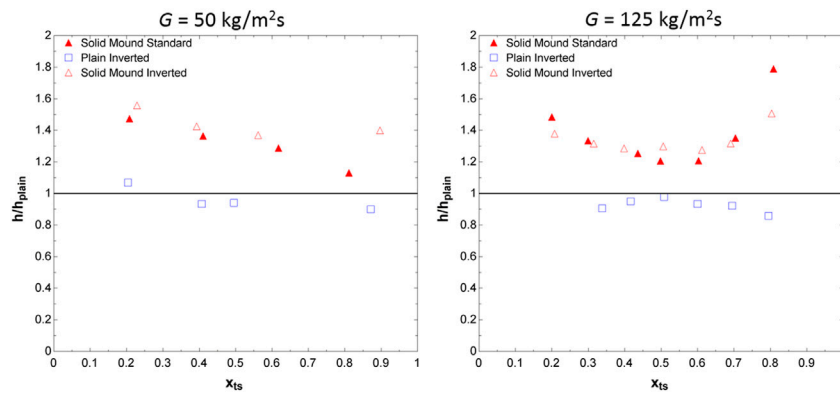 G = 50 kg/m²s
Solid Mound Standard
Plain Inverted
Solid Mound Inverted
2
1.8
1.6
1.4
1.2
1
0.8
0.6
0.4
0.2
0
h/hplain
0 0.1 0.2 0.3 0.4 0.5 0.6 0.7 0.8 0.9 1
xts
G = 125 kg/m²s
Solid Mound Standard
Plain Inverted
Solid Mound Inverted
2
1.8
1.6
1.4
1.2
1
0.8
0.6
0.4
0.2
0
h/hplain
0 0.1 0.2 0.3 0.4 0.5 0.6 0.7 0.8 0.9
xts